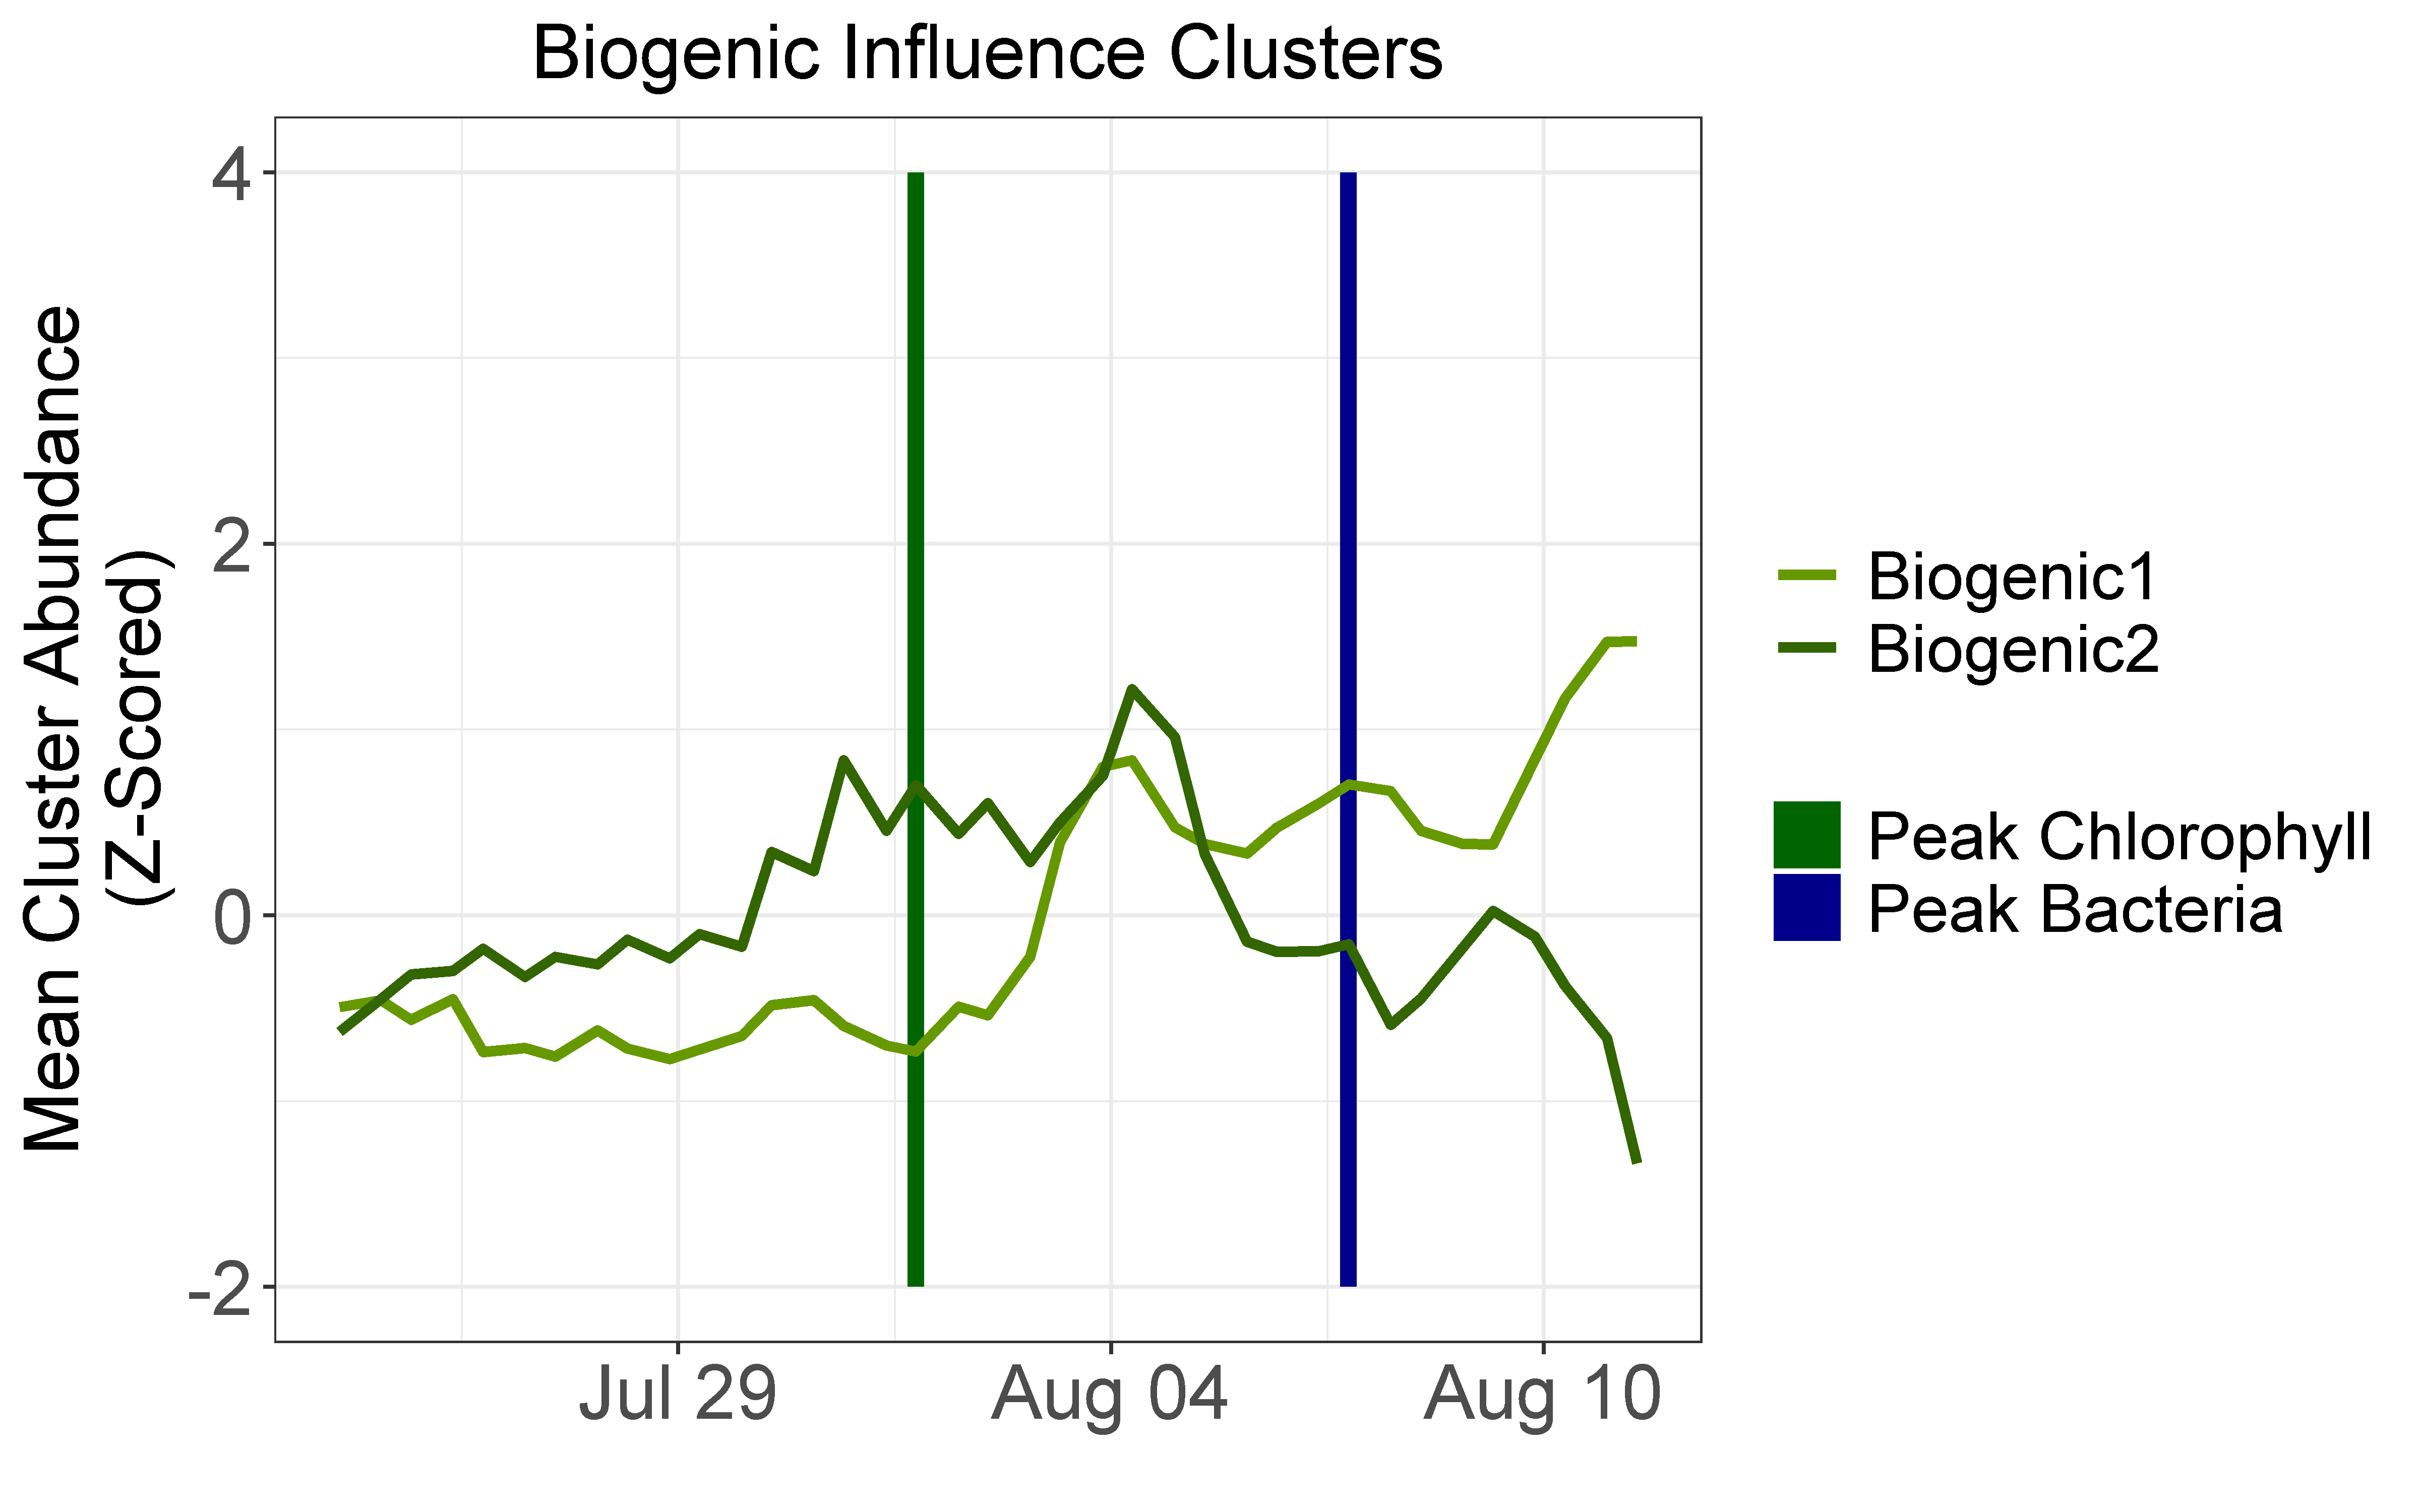 Biogenic Influence Clusters
Mean Cluster Abundance
(Z-Scored)
4
2
0
-2
Jul 29
Aug 04
Aug 10
Biogenic1
Biogenic2
Peak Chlorophyll
Peak Bacteria